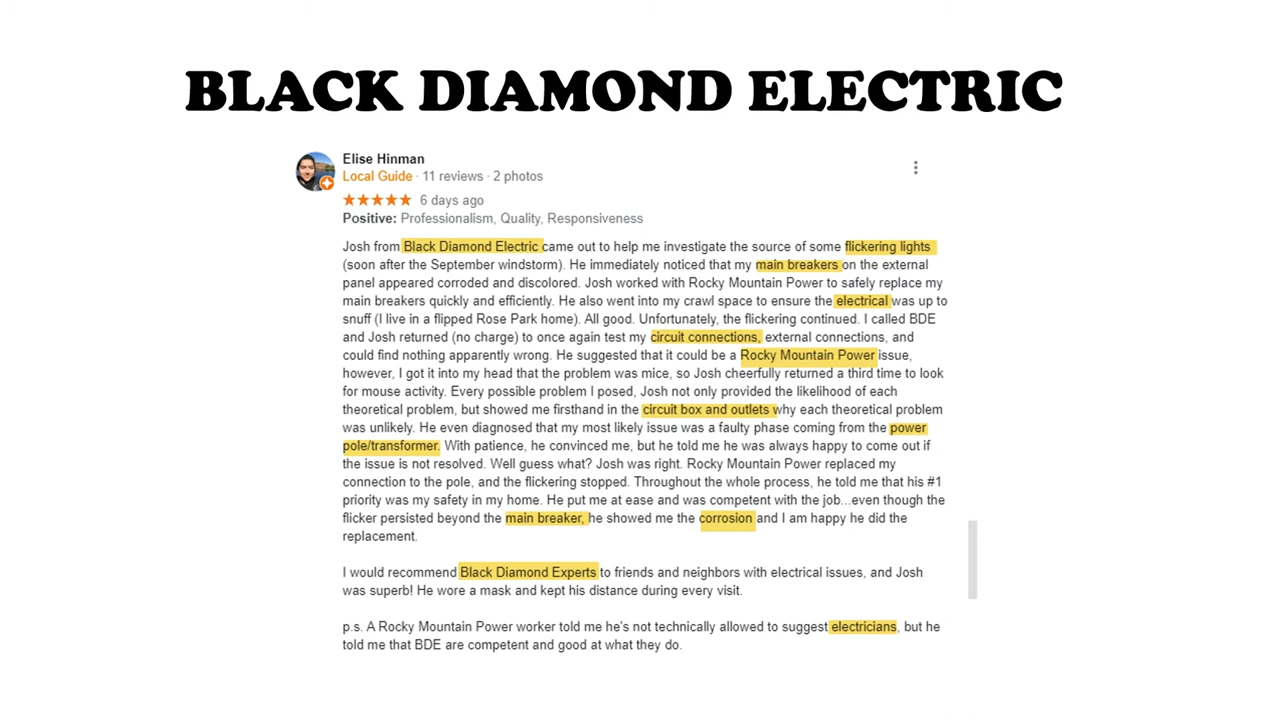 BLACK DIAMOND ELECTRIC
Elise Hinman
Local Guide · 11 reviews · 2 photos
★★★★★ 6 days ago
Positive: Professionalism, Quality, Responsiveness
Josh from Black Diamond Electric came out to help me investigate the source of some flickering lights
(soon after the September windstorm). He immediately noticed that my main breakers on the external
panel appeared corroded and discolored. Josh worked with Rocky Mountain Power to safely replace my
main breakers quickly and efficiently. He also went into my crawl space to ensure the electrical was up to
snuff (I live in a flipped Rose Park home). All good. Unfortunately, the flickering continued. I called BDE
and Josh returned (no charge) to once again test my circuit connections, external connections, and
could find nothing apparently wrong. He suggested that it could be a Rocky Mountain Power issue,
however, I got it into my head that the problem was mice, so Josh cheerfully returned a third time to look
for mouse activity. Every possible problem I posed, Josh not only provided the likelihood of each
theoretical problem, but showed me firsthand in the circuit box and outlets why each theoretical problem
was unlikely. He even diagnosed that my most likely issue was a faulty phase coming from the power
pole/transformer. With patience, he convinced me, but he told me he was always happy to come out if
the issue is not resolved. Well guess what? Josh was right. Rocky Mountain Power replaced my
connection to the pole, and the flickering stopped. Throughout the whole process, he told me that his #1
priority was my safety in my home. He put me at ease and was competent with the job...even though the
flicker persisted beyond the main breaker, he showed me the corrosion and I am happy he did the
replacement.
I would recommend Black Diamond Experts to friends and neighbors with electrical issues, and Josh
was superb! He wore a mask and kept his distance during every visit.
p.s. A Rocky Mountain Power worker told me he's not technically allowed to suggest electricians, but he
told me that BDE are competent and good at what they do.